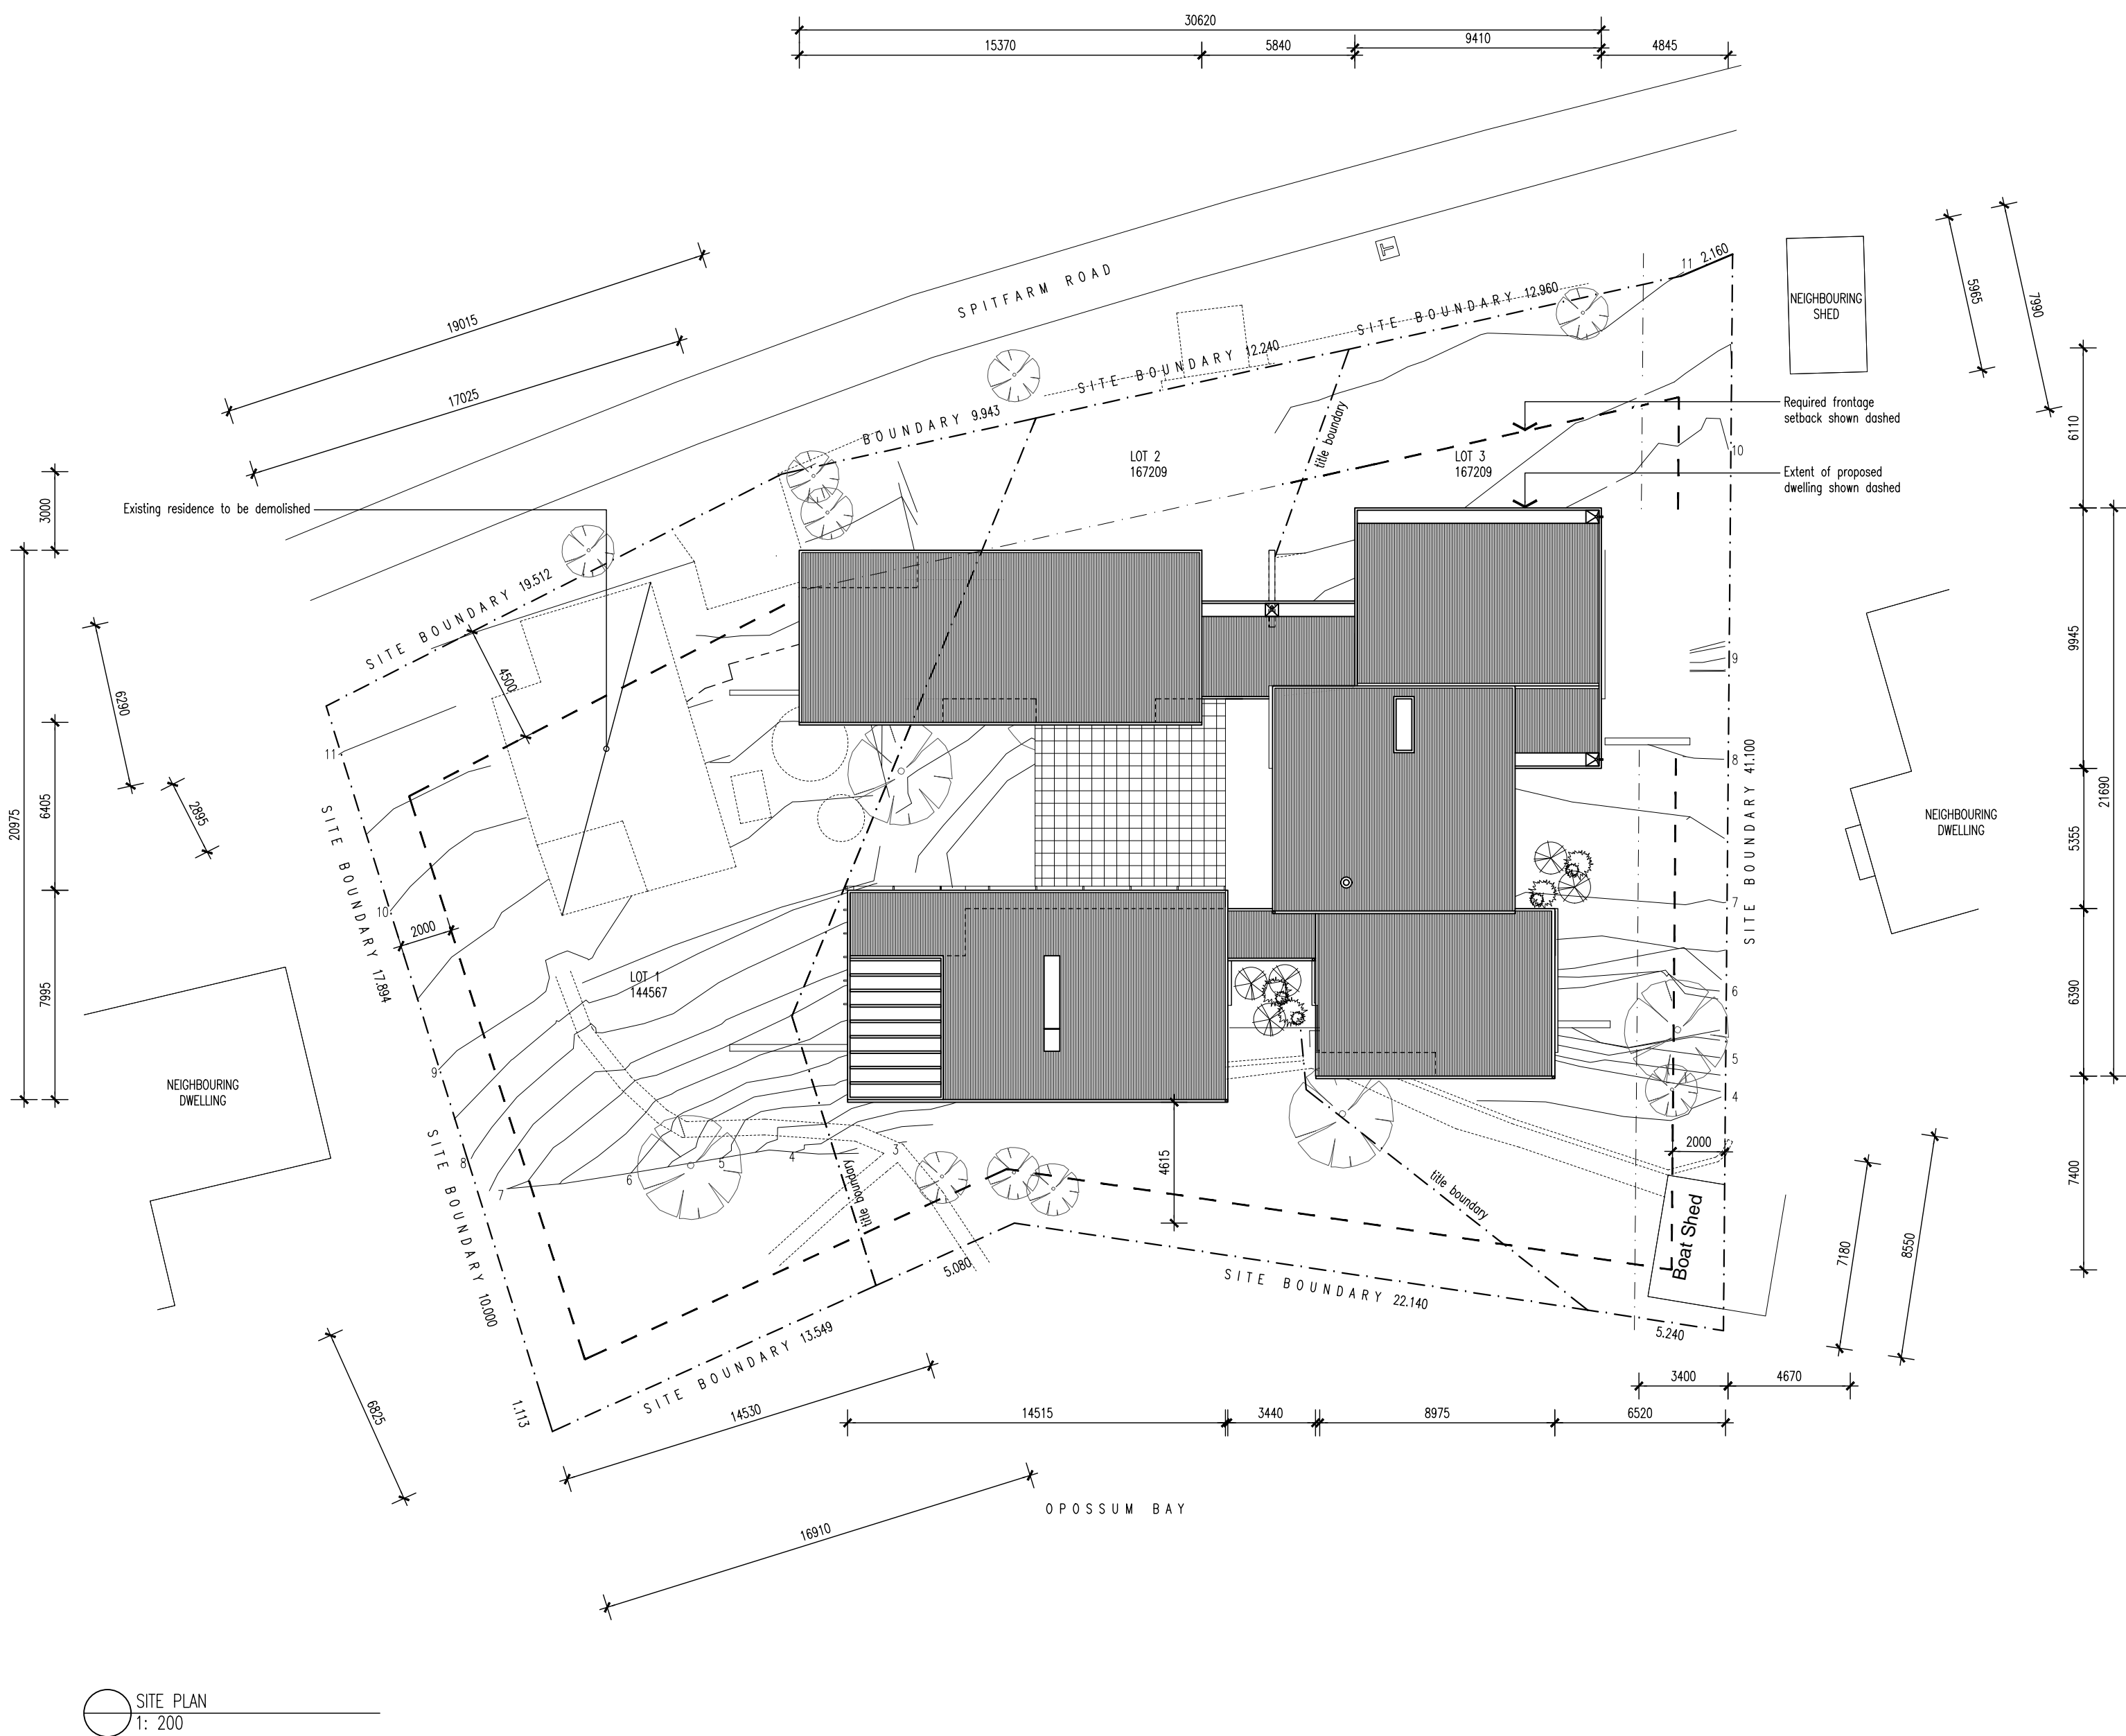 30620
15370
5840
9410
4845
SPITFARM ROAD
19015
17025
11 2.160
SITE BOUNDARY 12.960
SITE BOUNDARY 12.240
BOUNDARY 9.943
SITE BOUNDARY 19.512
NEIGHBOURING
SHED
5965
7990
6110
Required frontage
setback shown dashed
Extent of proposed
dwelling shown dashed
title boundary
LOT 2
167209
LOT 3
167209
10
Existing residence to be demolished
3000
4500
20975
6290
6405
2895
7995
11
10
2000
9
8
7
6
5
4
3
SITE BOUNDARY 17.894
SITE BOUNDARY 10.000
1.113
LOT 1
144567
NEIGHBOURING
DWELLING
9
8
7
6
5
4
SITE BOUNDARY 41.100
NEIGHBOURING
DWELLING
9945
21690
5355
6390
7400
2000
Boat Shed
7180
8550
4615
title boundary
title boundary
5.080
SITE BOUNDARY 22.140
5.240
SITE BOUNDARY 13.549
3400
4670
6825
14530
14515
3440
8975
6520
16910
OPOSSUM BAY
SITE PLAN
1: 200